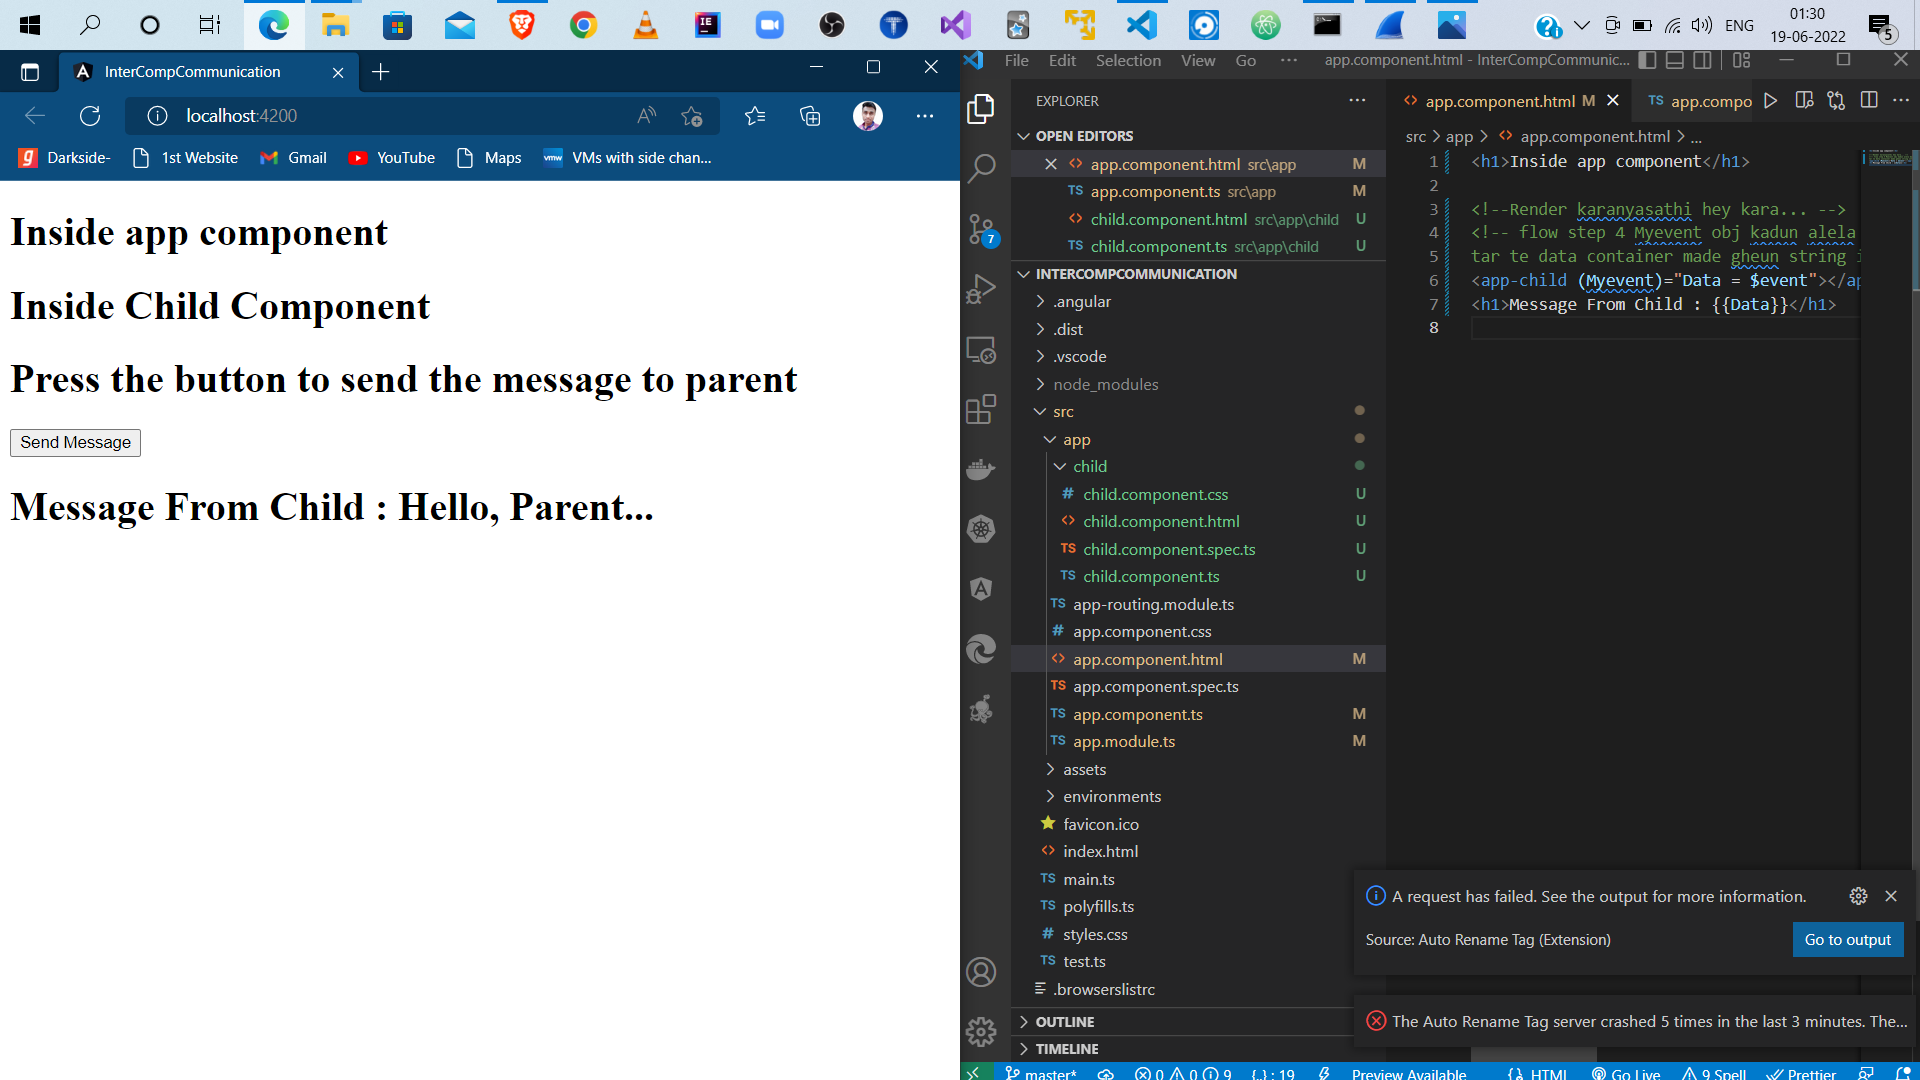 ENG
01:30
19-06-2022
5
InterCompCommunication
localhost:4200
Darkside-
1st Website
Gmail
YouTube
Maps
vmw
VMs with side chan...
Inside app component
Inside Child Component
Press the button to send the message to parent
Send Message
Message From Child : Hello, Parent...
File Edit Selection View Go ··· app.component.html - InterCompCommunic...
EXPLORER
OPEN EDITORS
app.component.html src\app M
TS app.component.ts src\app M
child.component.html src\app\child U
TS child.component.ts src\app\child U
7
INTERCOMPCOMMUNICATION
.angular
.dist
.vscode
node_modules
src
app
child
# child.component.css U
child.component.html U
TS child.component.spec.ts U
TS child.component.ts U
TS app-routing.module.ts
# app.component.css
app.component.html M
TS app.component.spec.ts
TS app.component.ts M
TS app.module.ts M
assets
environments
favicon.ico
index.html
TS main.ts
TS polyfills.ts
# styles.css
TS test.ts
.browserslistrc
OUTLINE
TIMELINE
app.component.html M
TS app.compo
src > app > app.component.html > ...
1 <h1>Inside app component</h1>
2
3 <!--Render karanyasathi hey kara... -->
4 <!-- flow step 4 Myevent obj kadun alela
5 tar te data container made gheun string
6 <app-child (Myevent)="Data = $event"></ap
7 <h1>Message From Child : {{Data}}</h1>
8
A request has failed. See the output for more information.
Source: Auto Rename Tag (Extension)
Go to output
The Auto Rename Tag server crashed 5 times in the last 3 minutes. The...
master* 0 0 9 {..} : 19 Preview Available HTML Go Live 9 Spell Prettier